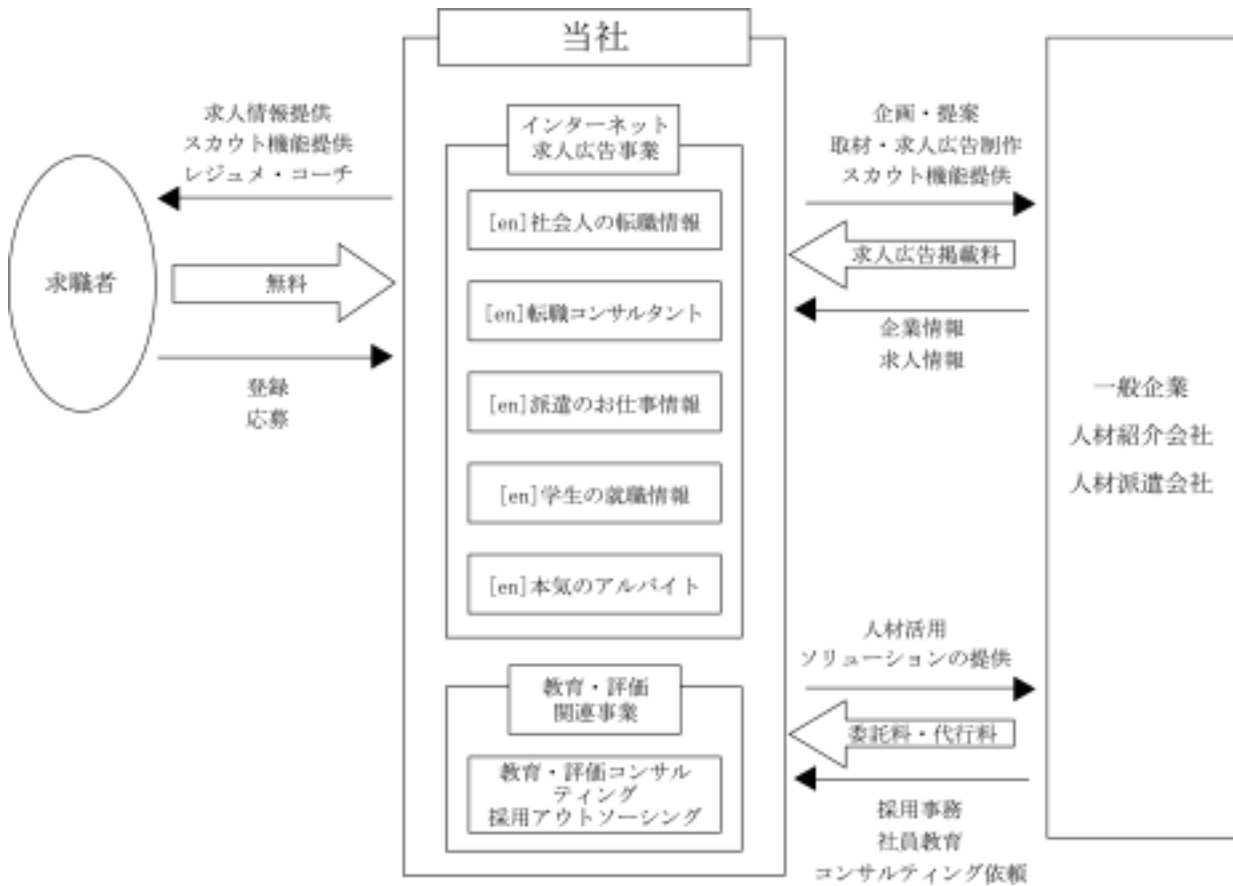 当社
求人情報提供
スカウト機能提供
レジュメ・コーチ
求職者
無料
登録
応募
インターネット
求人広告事業
[en]社会人の転職情報
[en]転職コンサルタント
[en]派遣のお仕事情報
[en]学生の就職情報
[en]本気のアルバイト
教育・評価
関連事業
教育・評価コンサル
ティング
採用アウトソーシング
企画・提案
取材・求人広告制作
スカウト機能提供
求人広告掲載料
企業情報
求人情報
人材活用
ソリューションの提供
委託料・代行料
採用事務
社員教育
コンサルティング依頼
一般企業
人材紹介会社
人材派遣会社